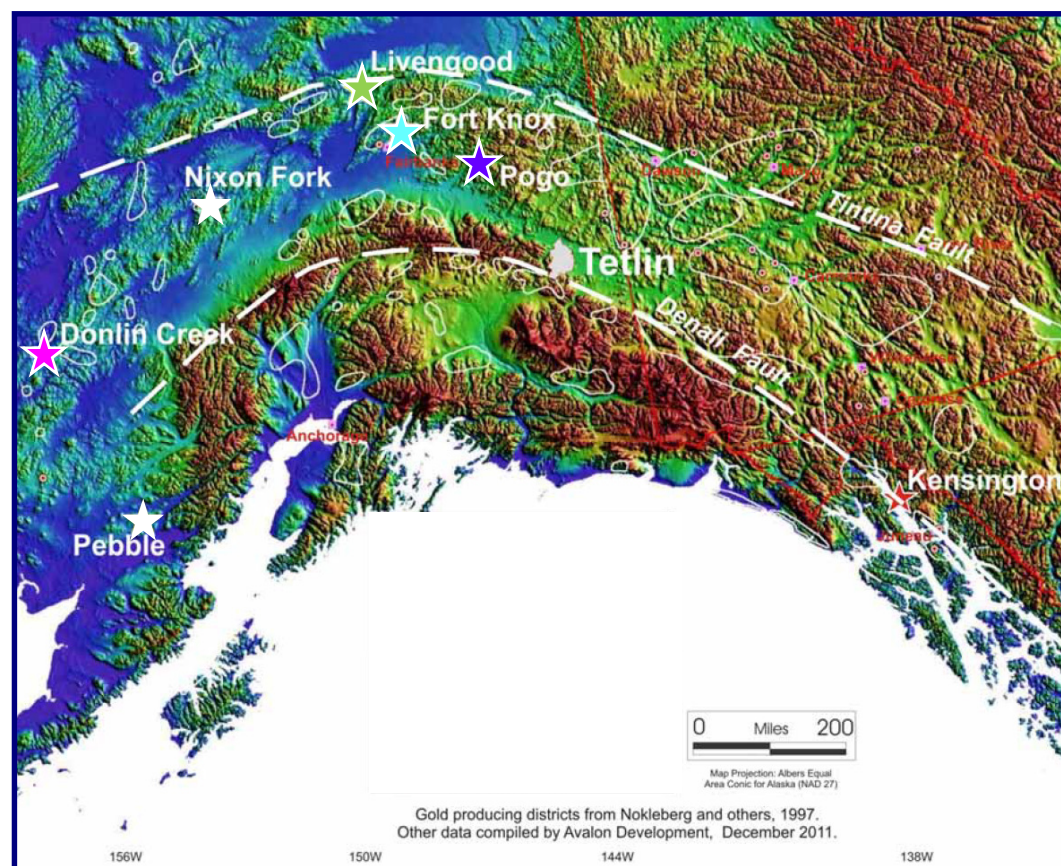 Livengood
Fort Knox
Fairbanks
Nixon Fork
Pogo
Dawson
Mayo
Tintina Fault
Tetlin
Carmacks
Donlin Creek
Denali Fault
Whitehorse
Anchorage
Kensington
Juneau
Pebble
0 Miles 200
Map Projection: Albers Equal
Area Conic for Alaska (NAD 27)
Gold producing districts from Nokleberg and others, 1997.
Other data compiled by Avalon Development, December 2011.
156W 150W 144W 138W